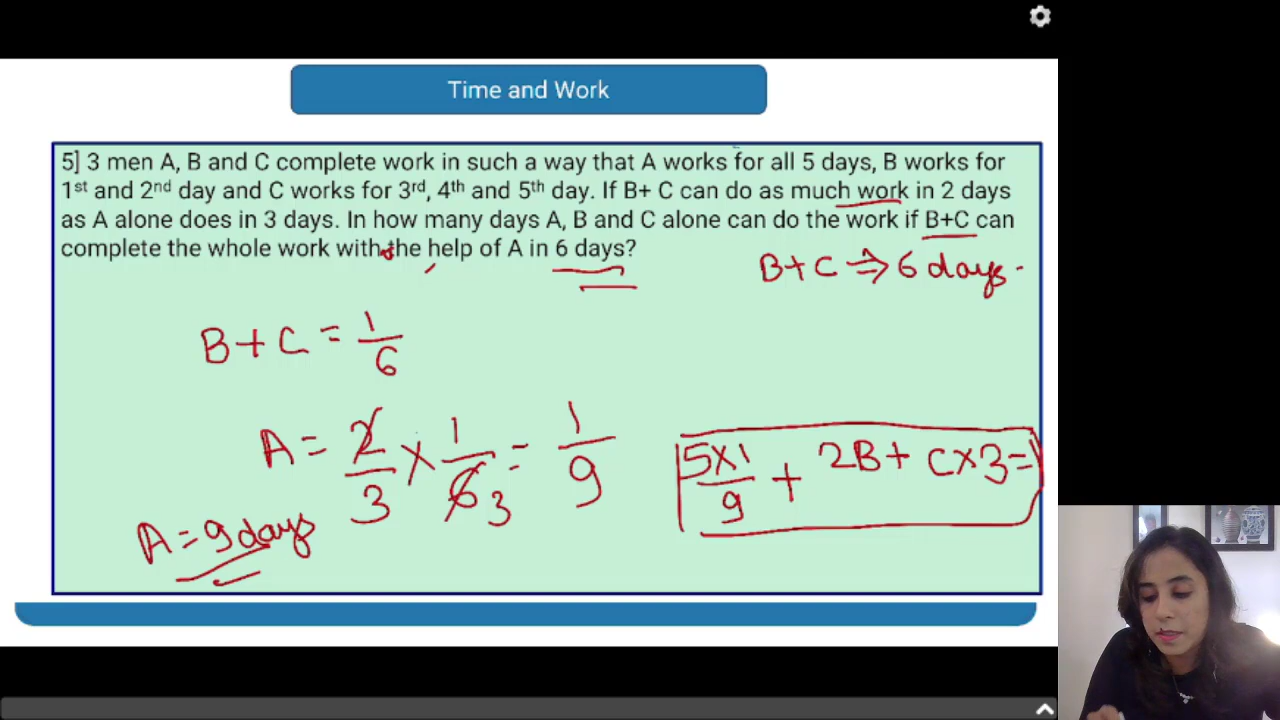 Time and Work
5] 3 men A, B and C complete work in such a way that A works for all 5 days, B works for
1st and 2nd day and C works for 3rd, 4th and 5th day. If B+ C can do as much work in 2 days
as A alone does in 3 days. In how many days A, B and C alone can do the work if B+C can
complete the whole work with the help of A in 6 days?
B+C ⇒ 6 days.
B+C = 1/6
A = 2/3 × 1/6 3 = 1/9
5×1/9 + 2B+ C×3=1
A = 9 days